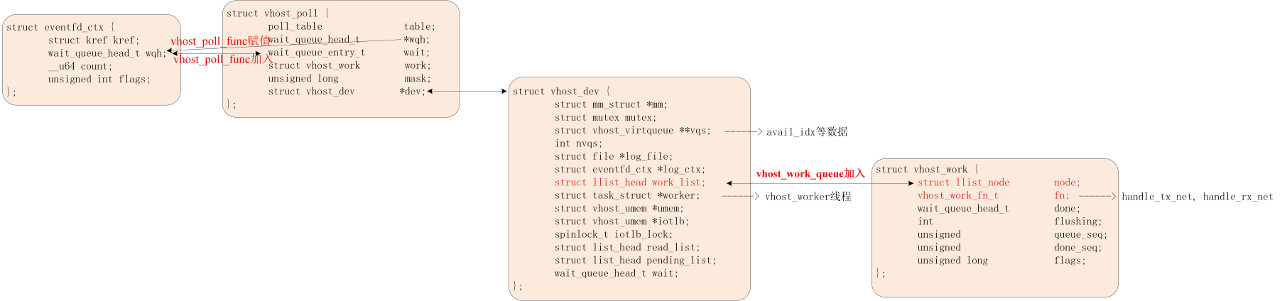 struct eventfd_ctx {
struct kref kref;
wait_queue_head_t wqh;
__u64 count;
unsigned int flags;
};
vhost_poll_func赋值
vhost_poll_func加入
struct vhost_poll {
poll_table table;
wait_queue_head_t *wqh;
wait_queue_entry_t wait;
struct vhost_work work;
unsigned long mask;
struct vhost_dev *dev;
};
struct vhost_dev {
struct mm_struct *mm;
struct mutex mutex;
struct vhost_virtqueue **vqs;
int nvqs;
struct file *log_file;
struct eventfd_ctx *log_ctx;
struct llist_head work_list;
struct task_struct *worker;
struct vhost_umem *umem;
struct vhost_umem *iotlb;
spinlock_t iotlb_lock;
struct list_head read_list;
struct list_head pending_list;
wait_queue_head_t wait;
};
avail_idx等数据
vhost_work_queue加入
vhost_worker线程
struct vhost_work {
struct llist_node node;
vhost_work_fn_t fn;
wait_queue_head_t done;
int flushing;
unsigned queue_seq;
unsigned done_seq;
unsigned long flags;
};
handle_tx_net, handle_rx_net